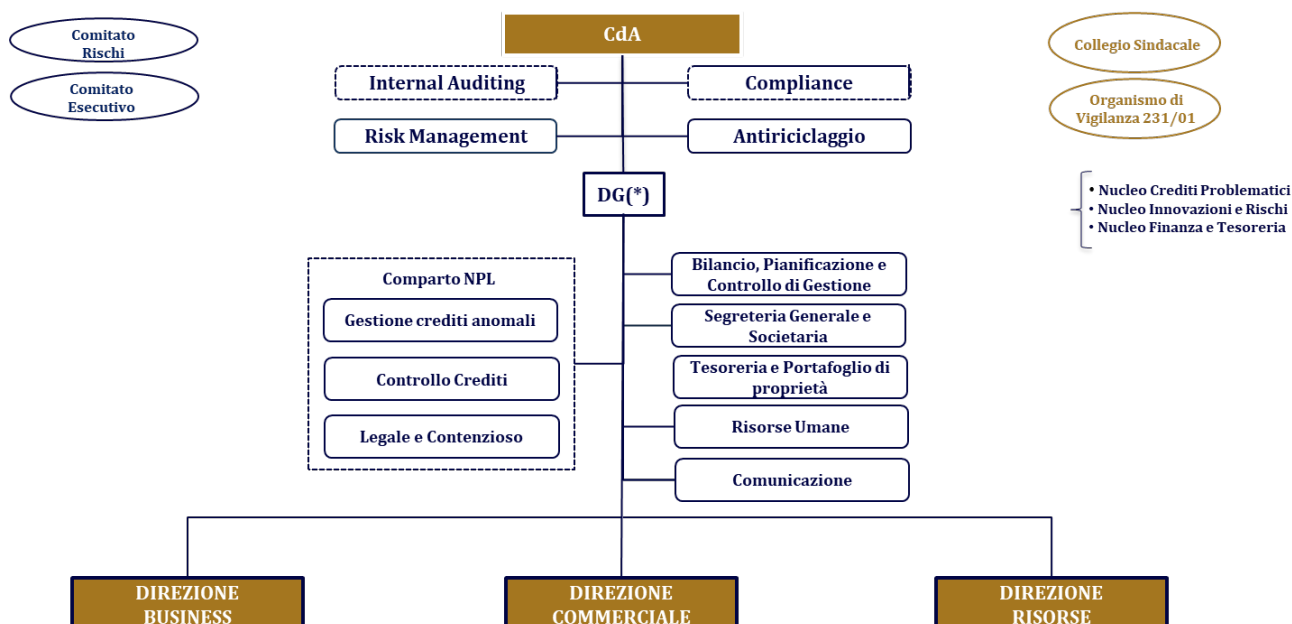 CdA
Comitato
Rischi
Comitato
Esecutivo
Collegio Sindacale
Organismo di
Vigilanza 231/01
Internal Auditing
Compliance
Risk Management
Antiriciclaggio
DG(*)
• Nucleo Crediti Problematici
• Nucleo Innovazioni e Rischi
• Nucleo Finanza e Tesoreria
Comparto NPL
Gestione crediti anomali
Controllo Crediti
Legale e Contenzioso
Bilancio, Pianificazione e
Controllo di Gestione
Segreteria Generale e
Societaria
Tesoreria e Portafoglio di
proprietà
Risorse Umane
Comunicazione
DIREZIONE
BUSINESS
DIREZIONE
COMMERCIALE
DIREZIONE
RISORSE